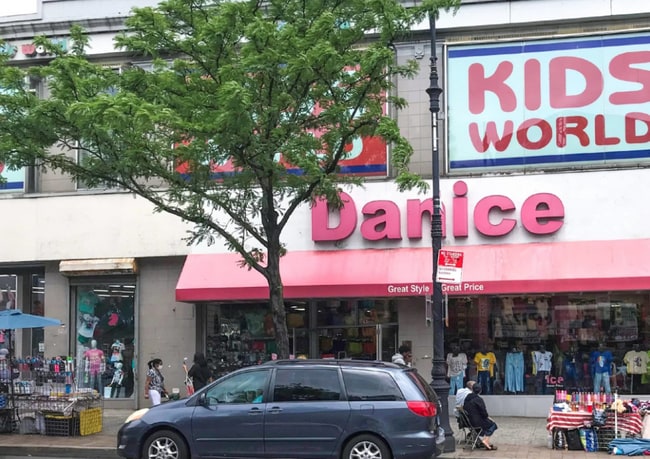 KIDS
WORLD
Danice
Great Style Great Price